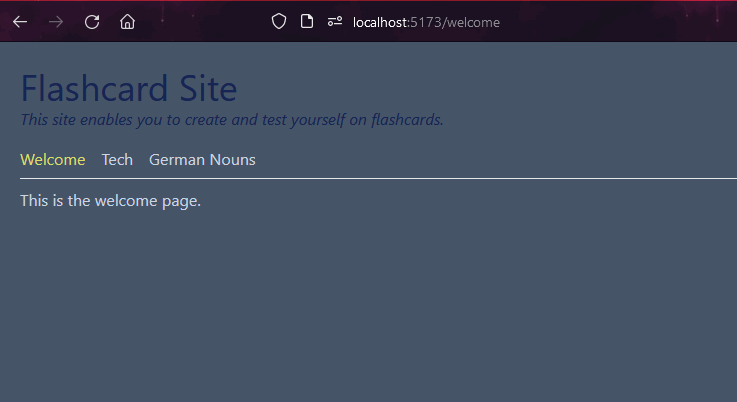 localhost:5173/welcome
Flashcard Site
This site enables you to create and test yourself on flashcards.
Welcome Tech German Nouns
This is the welcome page.